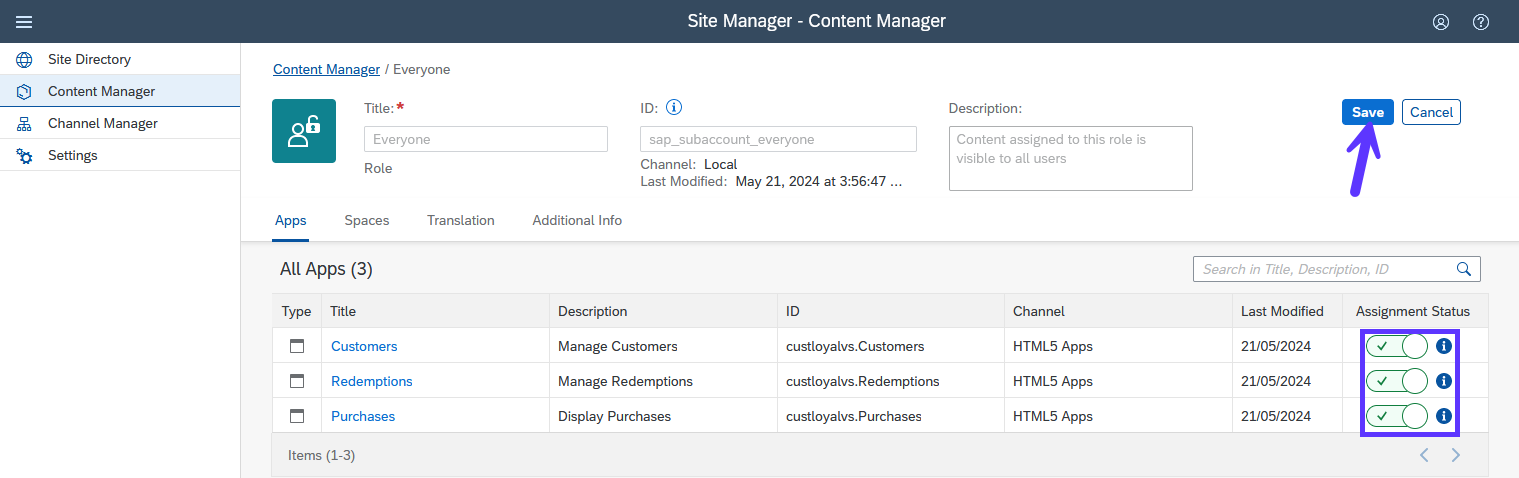 Site Manager - Content Manager
Site Directory
Content Manager
Channel Manager
Settings
Content Manager / Everyone
Title:*
Everyone
Role
ID:
sap_subaccount_everyone
Channel: Local
Last Modified: May 21, 2024 at 3:56:47 ...
Description:
Content assigned to this role is
visible to all users
Save
Cancel
Apps
Spaces
Translation
Additional Info
All Apps (3)
Search in Title, Description, ID
Type Title Description ID Channel Last Modified Assignment Status
Customers Manage Customers custloyalvs.Customers HTML5 Apps 21/05/2024
Redemptions Manage Redemptions custloyalvs.Redemptions HTML5 Apps 21/05/2024
Purchases Display Purchases custloyalvs.Purchases HTML5 Apps 21/05/2024
Items (1-3)